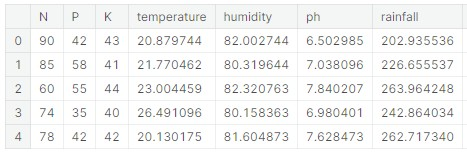 N P K temperature humidity ph rainfall
0 90 42 43 20.879744 82.002744 6.502985 202.935536
1 85 58 41 21.770462 80.319644 7.038096 226.655537
2 60 55 44 23.004459 82.320763 7.840207 263.964248
3 74 35 40 26.491096 80.158363 6.980401 242.864034
4 78 42 42 20.130175 81.604873 7.628473 262.717340